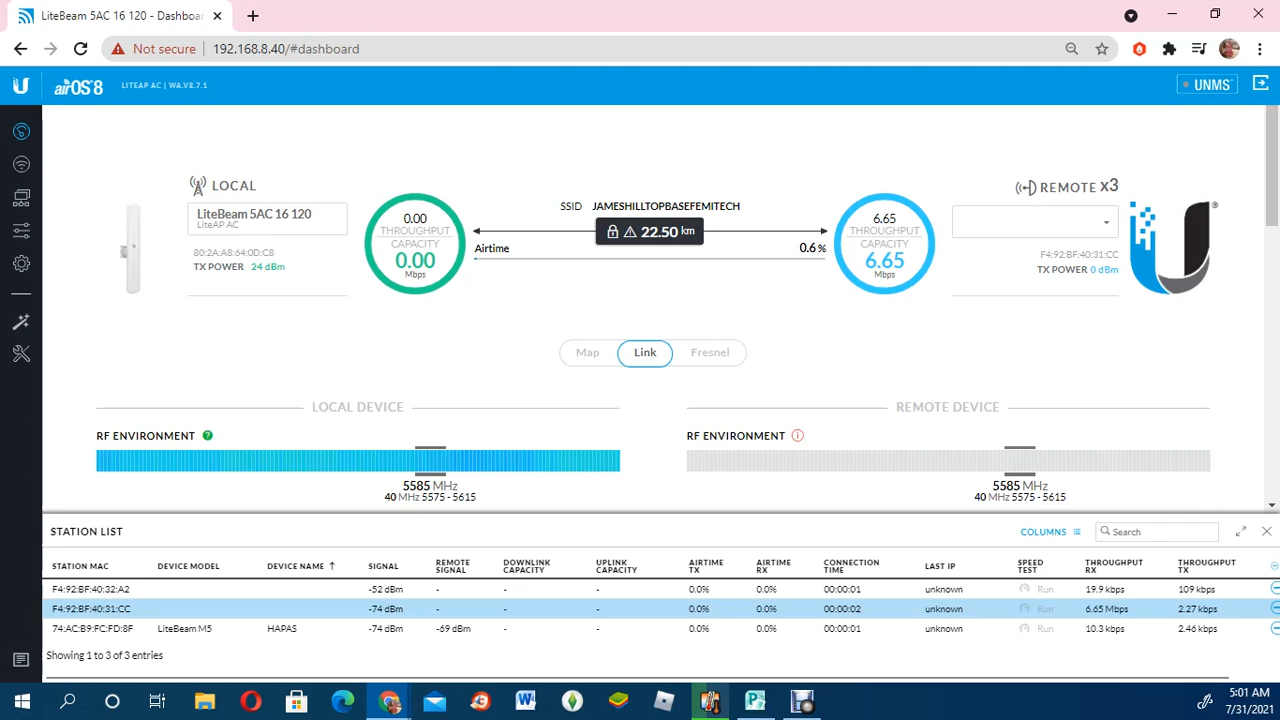 LiteBeam 5AC 16 120 - Dashboar
Not secure 192.168.8.40/#dashboard
U airOS 8 LITEAP AC | WA.V8.7.1 UNMS
LOCAL
LiteBeam 5AC 16 120
LiteAP AC
80:2A:A8:64:0D:C8
TX POWER 24 dBm
0.00
THROUGHPUT
CAPACITY
0.00
Mbps
SSID JAMESHILLTOPBASEFEMITECH
22.50 km
Airtime 0.6 %
6.65
THROUGHPUT
CAPACITY
6.65
Mbps
REMOTE x3
F4:92:BF:40:31:CC
TX POWER 0 dBm
Map Link Fresnel
LOCAL DEVICE
RF ENVIRONMENT ?
5585 MHz
40 MHz 5575 - 5615
REMOTE DEVICE
RF ENVIRONMENT
5585 MHz
40 MHz 5575 - 5615
STATION LIST COLUMNS Search
STATION MAC DEVICE MODEL DEVICE NAME SIGNAL REMOTE SIGNAL DOWNLINK CAPACITY UPLINK CAPACITY AIRTIME TX AIRTIME RX CONNECTION TIME LAST IP SPEED TEST THROUGHPUT RX THROUGHPUT TX
F4:92:BF:40:32:A2 -52 dBm - - - 0.0% 0.0% 00:00:01 unknown Run 19.9 kbps 109 kbps
F4:92:BF:40:31:CC -74 dBm - - - 0.0% 0.0% 00:00:02 unknown Run 6.65 Mbps 2.27 kbps
74:AC:B9:FC:FD:8F LiteBeam M5 HAPAS -74 dBm -69 dBm - - 0.0% 0.0% 00:00:01 unknown Run 10.3 kbps 2.46 kbps
Showing 1 to 3 of 3 entries
5:01 AM
7/31/2021